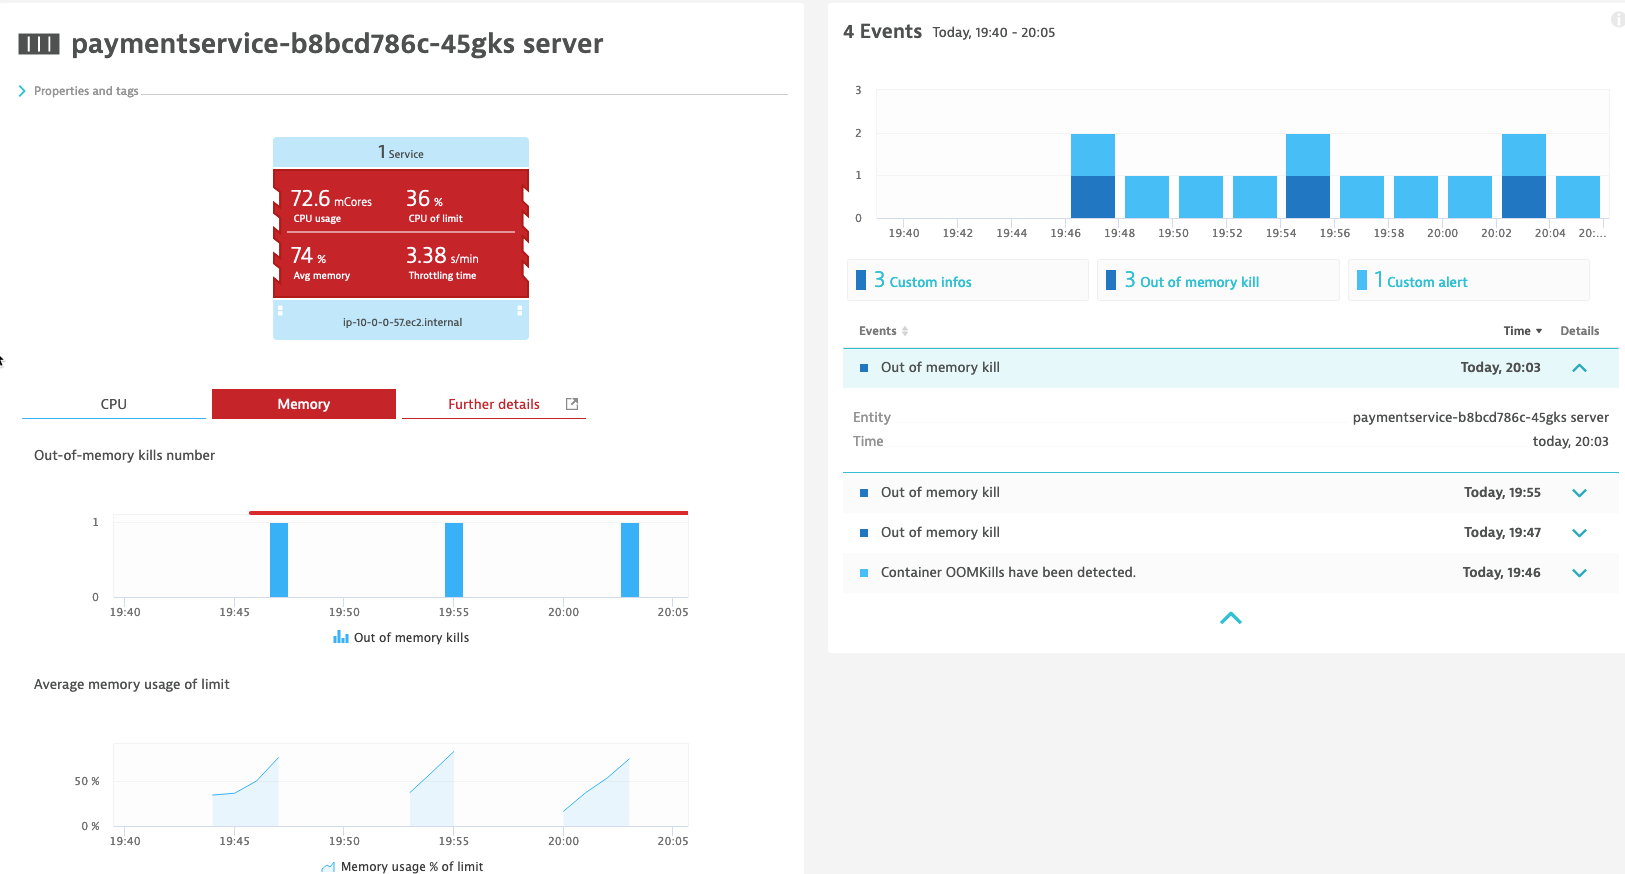 paymentservice-b8bcd786c-45gks server
Properties and tags
1 Service
72.6 mCores 36 %
CPU usage CPU of limit
74 % 3.38 s/min
Avg memory Throttling time
ip-10-0-0-57.ec2.internal
CPU Memory Further details
Out-of-memory kills number
1
0
19:40 19:45 19:50 19:55 20:00 20:05
Out of memory kills
Average memory usage of limit
50 %
0 %
19:40 19:45 19:50 19:55 20:00 20:05
Memory usage % of limit
4 Events Today, 19:40 - 20:05
3
2
1
0
19:40 19:42 19:44 19:46 19:48 19:50 19:52 19:54 19:56 19:58 20:00 20:02 20:04 20:...
3 Custom infos 3 Out of memory kill 1 Custom alert
Events Time Details
Out of memory kill Today, 20:03
Entity paymentservice-b8bcd786c-45gks server
Time today, 20:03
Out of memory kill Today, 19:55
Out of memory kill Today, 19:47
Container OOMKills have been detected. Today, 19:46